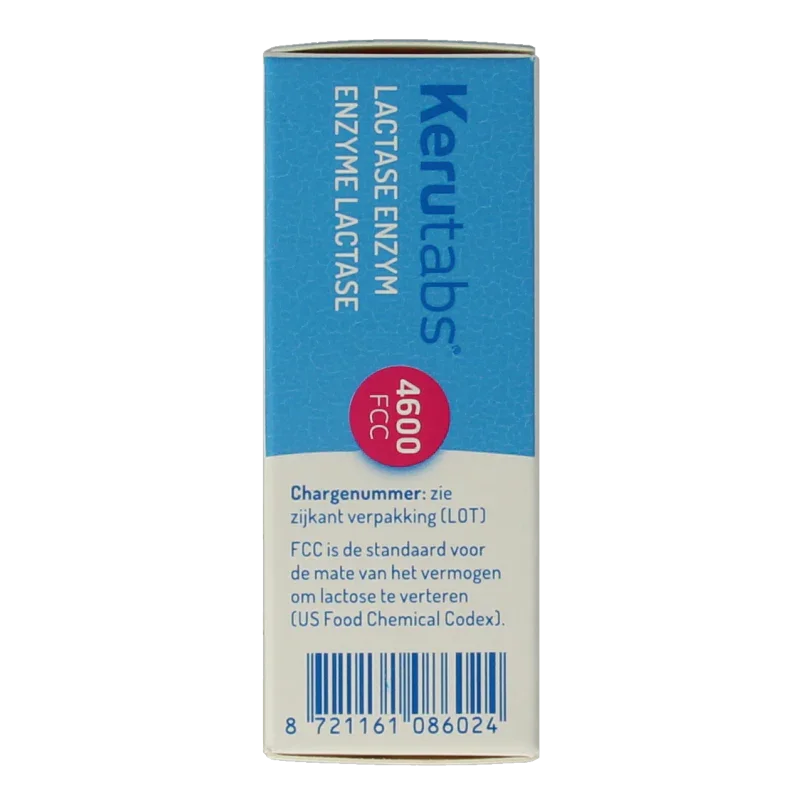 Kerutabs®
LACTASE ENZYM
ENZYME LACTASE
4600
FCC
Chargenummer: zie
zijkant verpakking (LOT)
FCC is de standaard voor
de mate van het vermogen
om lactose te verteren
(US Food Chemical Codex).
8 721161 086024